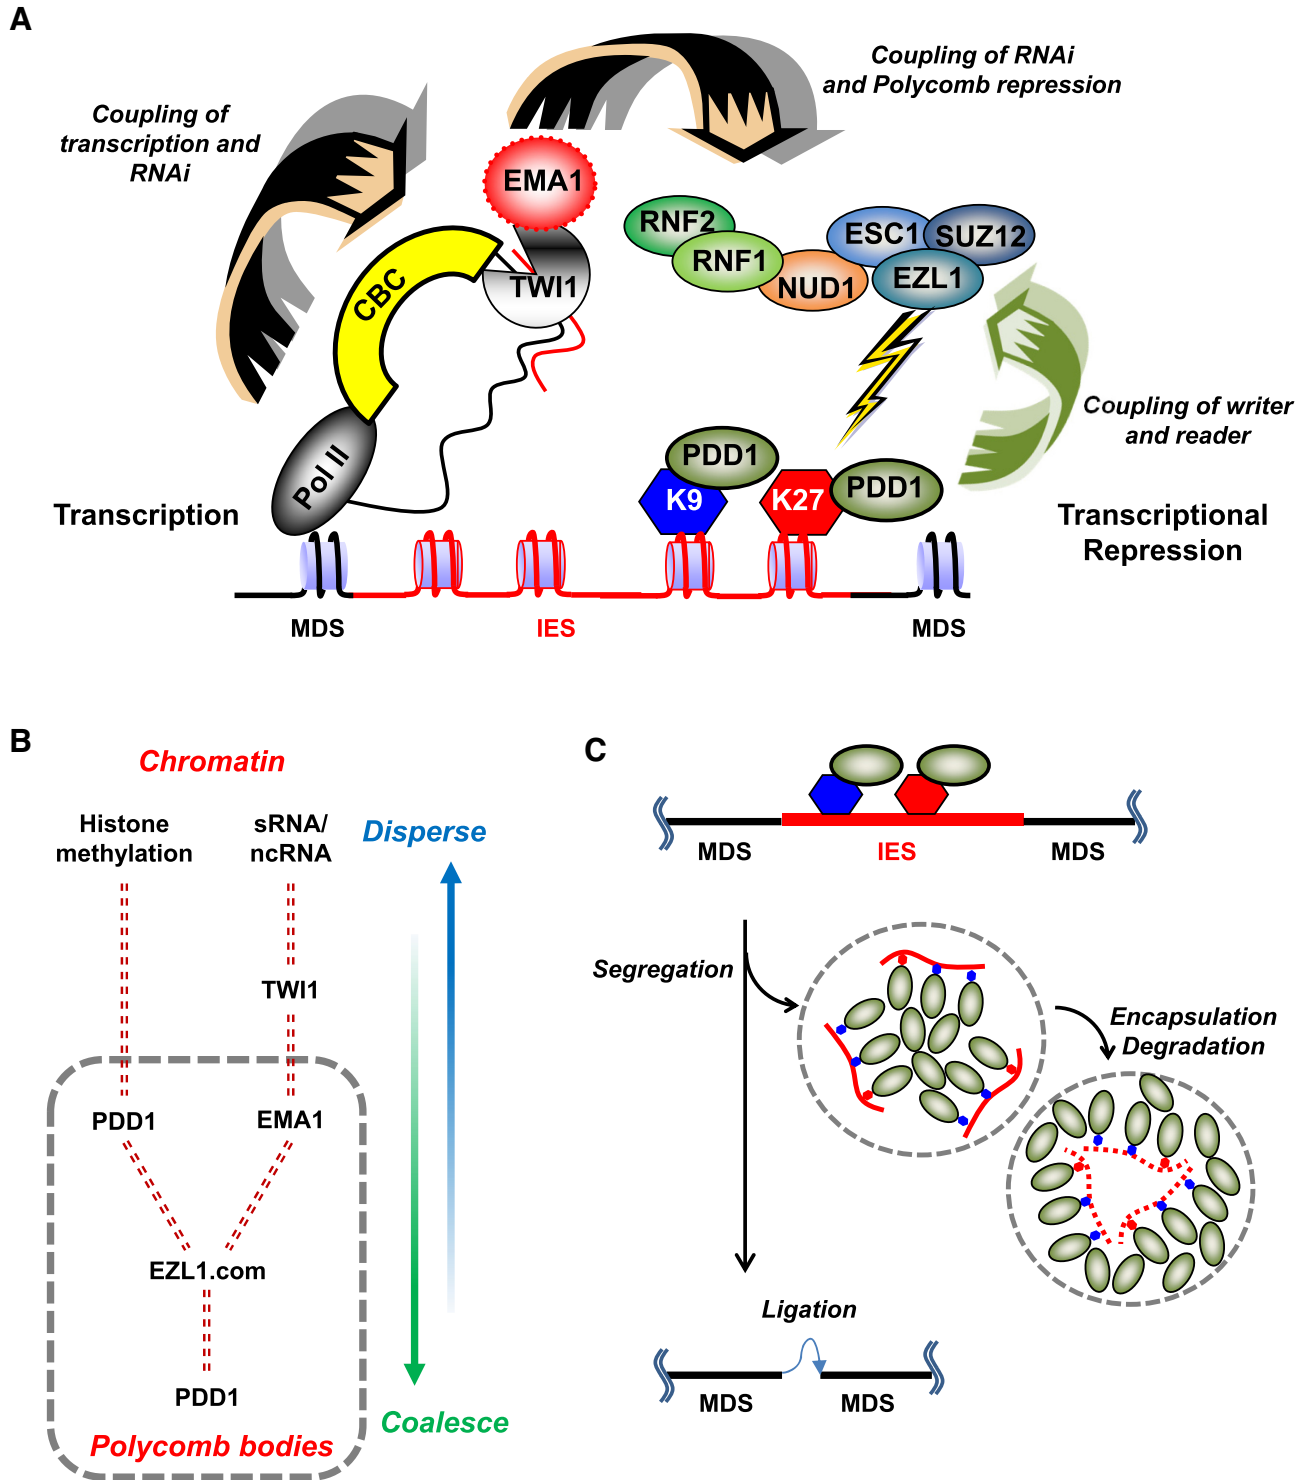 A
Coupling of
transcription and
RNAi
Coupling of RNAi
and Polycomb repression
EMA1
TWI1
CBC
Pol II
RNF2
RNF1
NUD1
ESC1
SUZ12
EZL1
Coupling of writer
and reader
PDD1
K9
K27
PDD1
Transcription
Transcriptional
Repression
MDS
IES
MDS
B
Chromatin
Histone
methylation
sRNA/
ncRNA
Disperse
TWI1
PDD1
EMA1
EZL1.com
PDD1
Polycomb bodies
Coalesce
C
MDS
IES
MDS
Segregation
Encapsulation
Degradation
Ligation
MDS
MDS